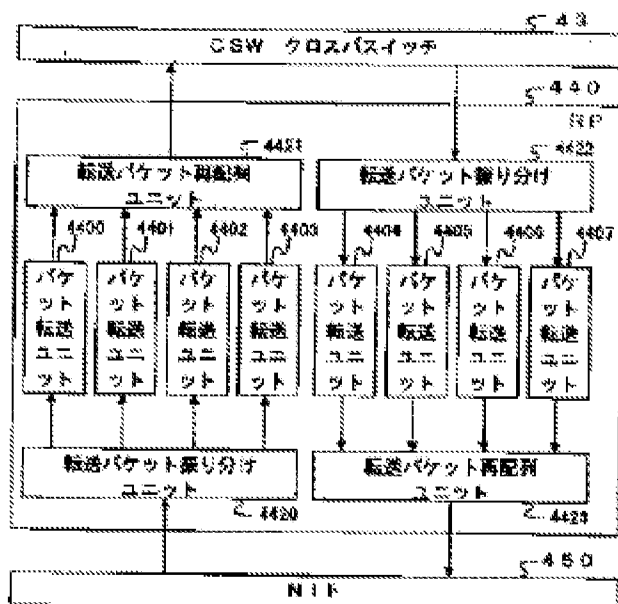 43
CSW クロスバスイッチ
440
RP
4421
4422
転送パケット再配列
ユニット
転送パケット振り分け
ユニット
4400
4401
4402
4403
4404
4405
4406
4407
パケット転送ユニット
パケット転送ユニット
パケット転送ユニット
パケット転送ユニット
パケット転送ユニット
パケット転送ユニット
パケット転送ユニット
パケット転送ユニット
転送パケット振り分け
ユニット
転送パケット再配列
ユニット
4420
4423
450
NIF